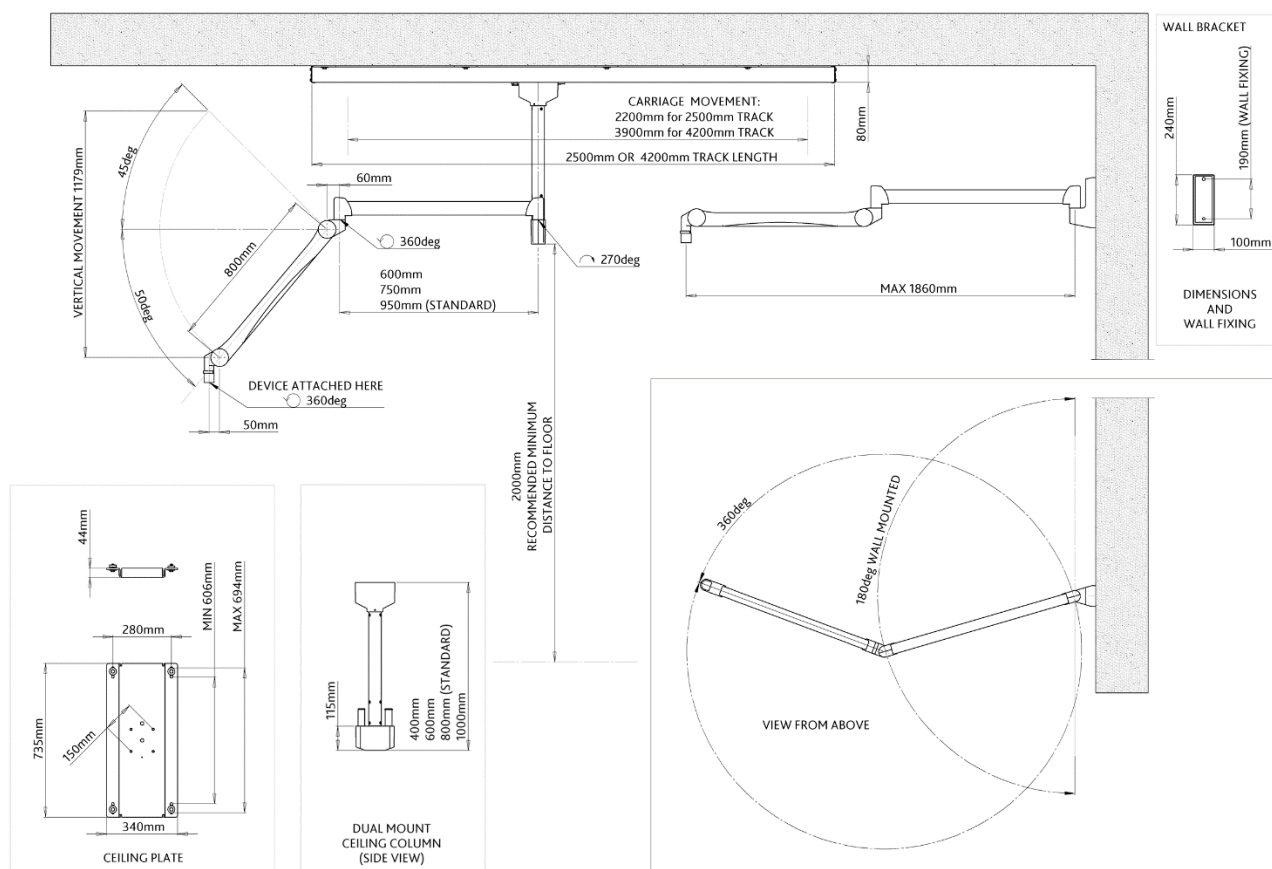 WALL BRACKET
240mm
190mm (WALL FIXING)
100mm
DIMENSIONS
AND
WALL FIXING
CARRIAGE MOVEMENT:
2200mm for 2500mm TRACK
3900mm for 4200mm TRACK
80mm
2500mm OR 4200mm TRACK LENGTH
VERTICAL MOVEMENT 1179mm
45deg
50deg
60mm
800mm
360deg
270deg
600mm
750mm
950mm (STANDARD)
MAX 1860mm
DEVICE ATTACHED HERE
360deg
50mm
2000mm
RECOMMENDED MINIMUM
DISTANCE TO FLOOR
44mm
280mm
MIN 606mm
MAX 694mm
735mm
150mm
340mm
CEILING PLATE
115mm
400mm
600mm
800mm (STANDARD)
1000mm
DUAL MOUNT
CEILING COLUMN
(SIDE VIEW)
360deg
180deg WALL MOUNTED
VIEW FROM ABOVE